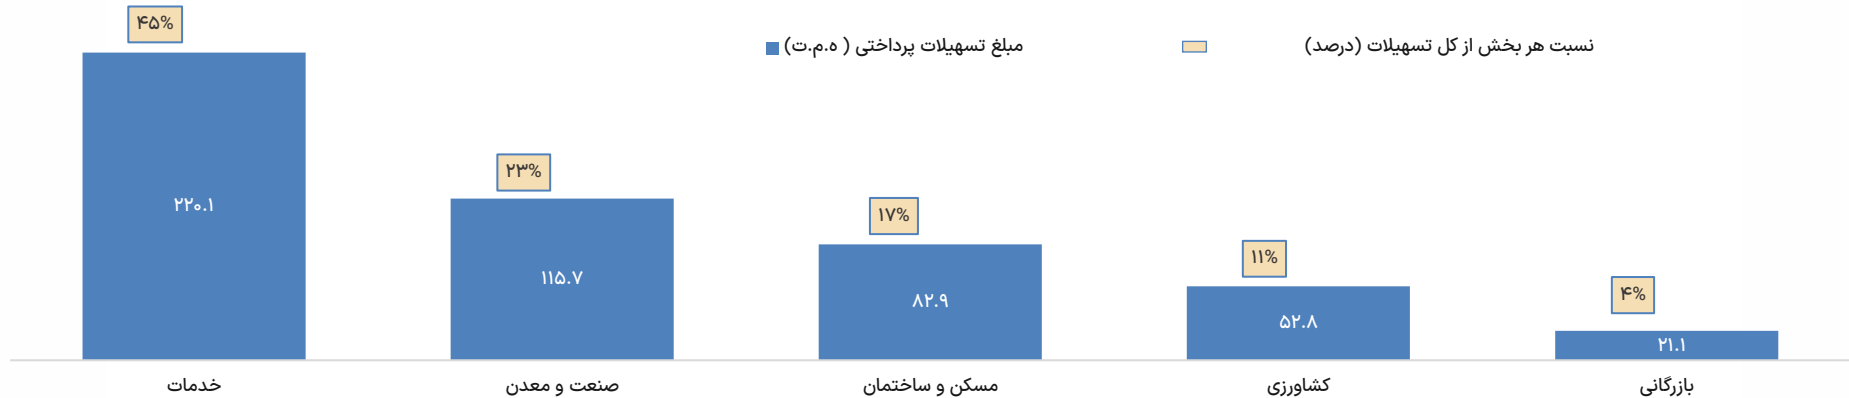 نسبت هر بخش از کل تسهیلات (درصد)
مبلغ تسهیلات پرداختی ( ه.م.ت)
۴۵%
۲۳%
۱۷%
۱۱%
۴%
۲۲۰.۱
۱۱۵.۷
۸۲.۹
۵۲.۸
۲۱.۱
خدمات
صنعت و معدن
مسکن و ساختمان
کشاورزی
بازرگانی